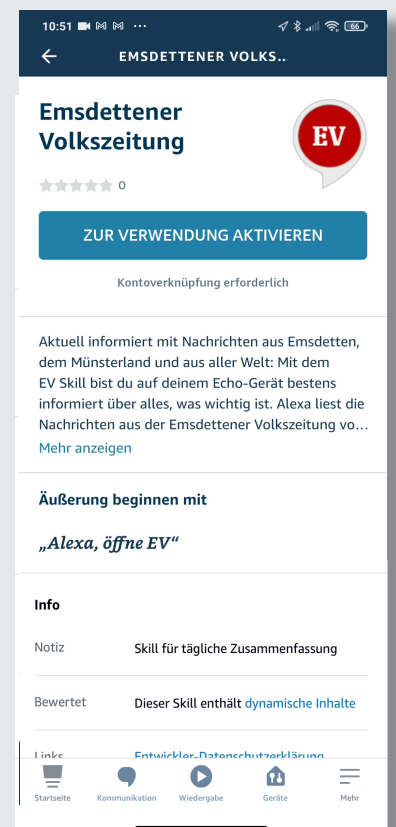 10:51 ...
66
EMSDETTENER VOLKS..
Emsdettener
Volkszeitung
EV
0
ZUR VERWENDUNG AKTIVIEREN
Kontoverknüpfung erforderlich
Aktuell informiert mit Nachrichten aus Emsdetten,
dem Münsterland und aus aller Welt: Mit dem
EV Skill bist du auf deinem Echo-Gerät bestens
informiert über alles, was wichtig ist. Alexa liest die
Nachrichten aus der Emsdettener Volkszeitung vo...
Mehr anzeigen
Äußerung beginnen mit
„Alexa, öffne EV“
Info
Notiz Skill für tägliche Zusammenfassung
Bewertet Dieser Skill enthält dynamische Inhalte
Links Entwickler-Datenschutzerklärung
Startseite Kommunikation Wiedergabe Geräte Mehr